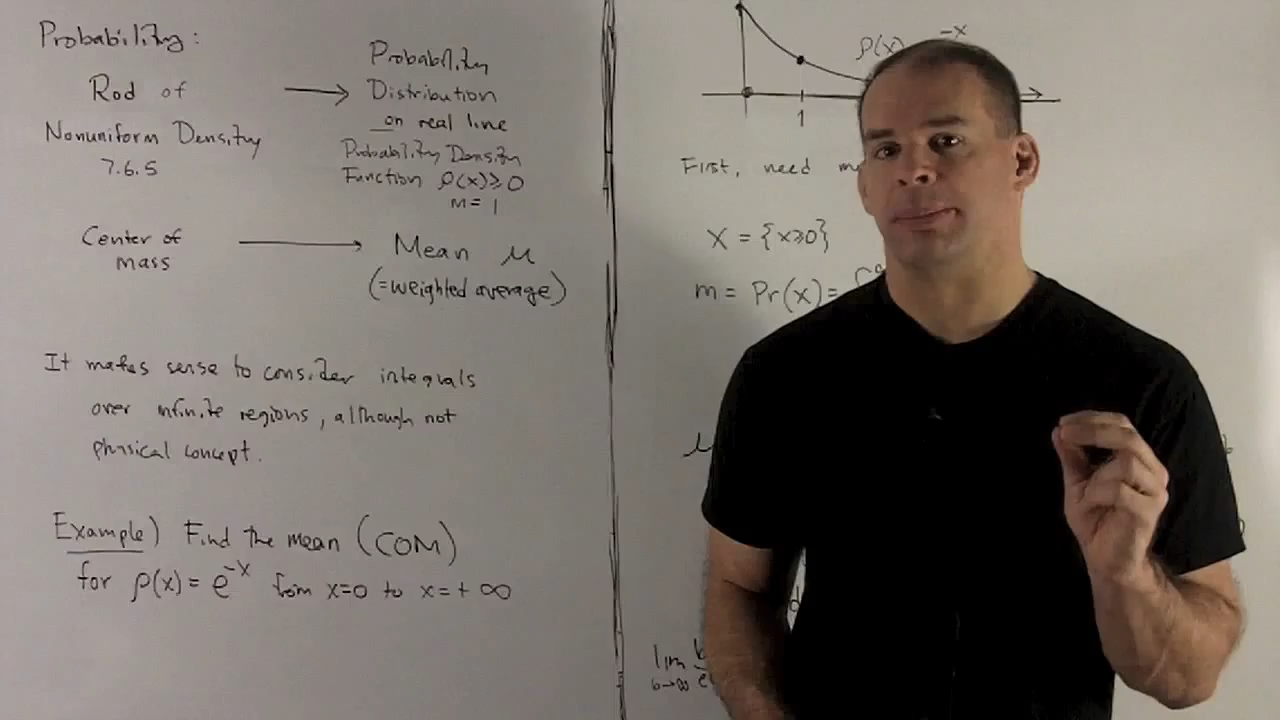 Probability:
Rod of
Nonuniform Density
7.6.5
Probability
Distribution
on real line
Probability Density
Function ρ(x)≥0
m = 1
Center of
mass
Mean μ
(=weighted average)
It makes sense to consider integrals
over infinite regions, although not
physical concept.
Example) Find the mean (COM)
for ρ(x) = e^-x from x=0 to x=+∞
ρ(x) -x
1
First, need
X = {x≥0}
m = Pr(X) =
μ
lim b
b→∞ e